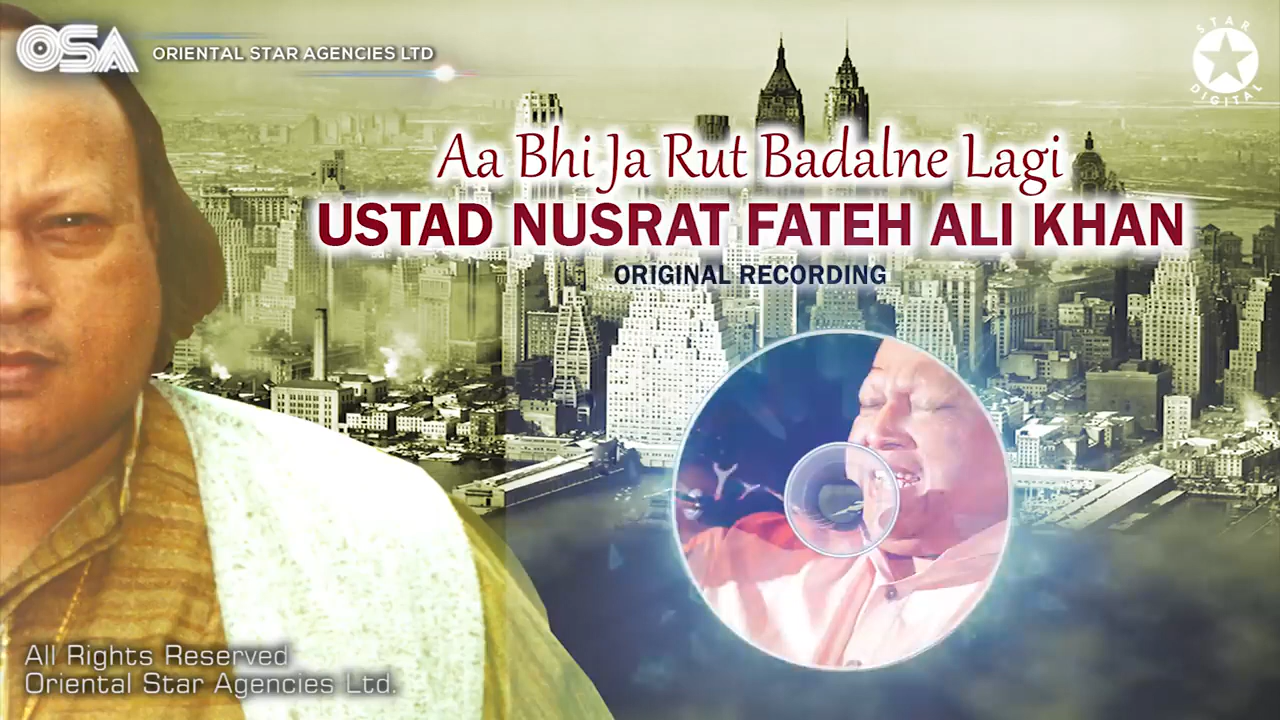 OSA
ORIENTAL STAR AGENCIES LTD
STAR
DIGITAL
Aa Bhi Ja Rut Badalne Lagi
USTAD NUSRAT FATEH ALI KHAN
ORIGINAL RECORDING
All Rights Reserved
Oriental Star Agencies Ltd.